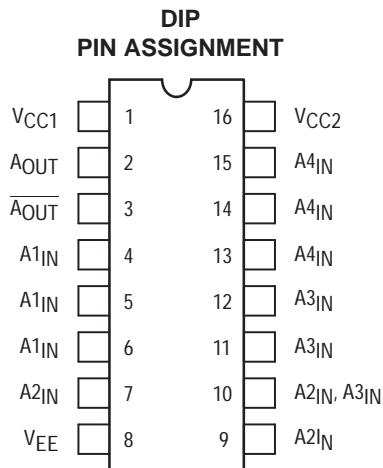 DIP
PIN ASSIGNMENT
VCC1 1 16 VCC2
AOUT 2 15 A4IN
A̅O̅U̅T̅ 3 14 A4IN
A1IN 4 13 A4IN
A1IN 5 12 A3IN
A1IN 6 11 A3IN
A2IN 7 10 A2IN, A3IN
VEE 8 9 A2IN